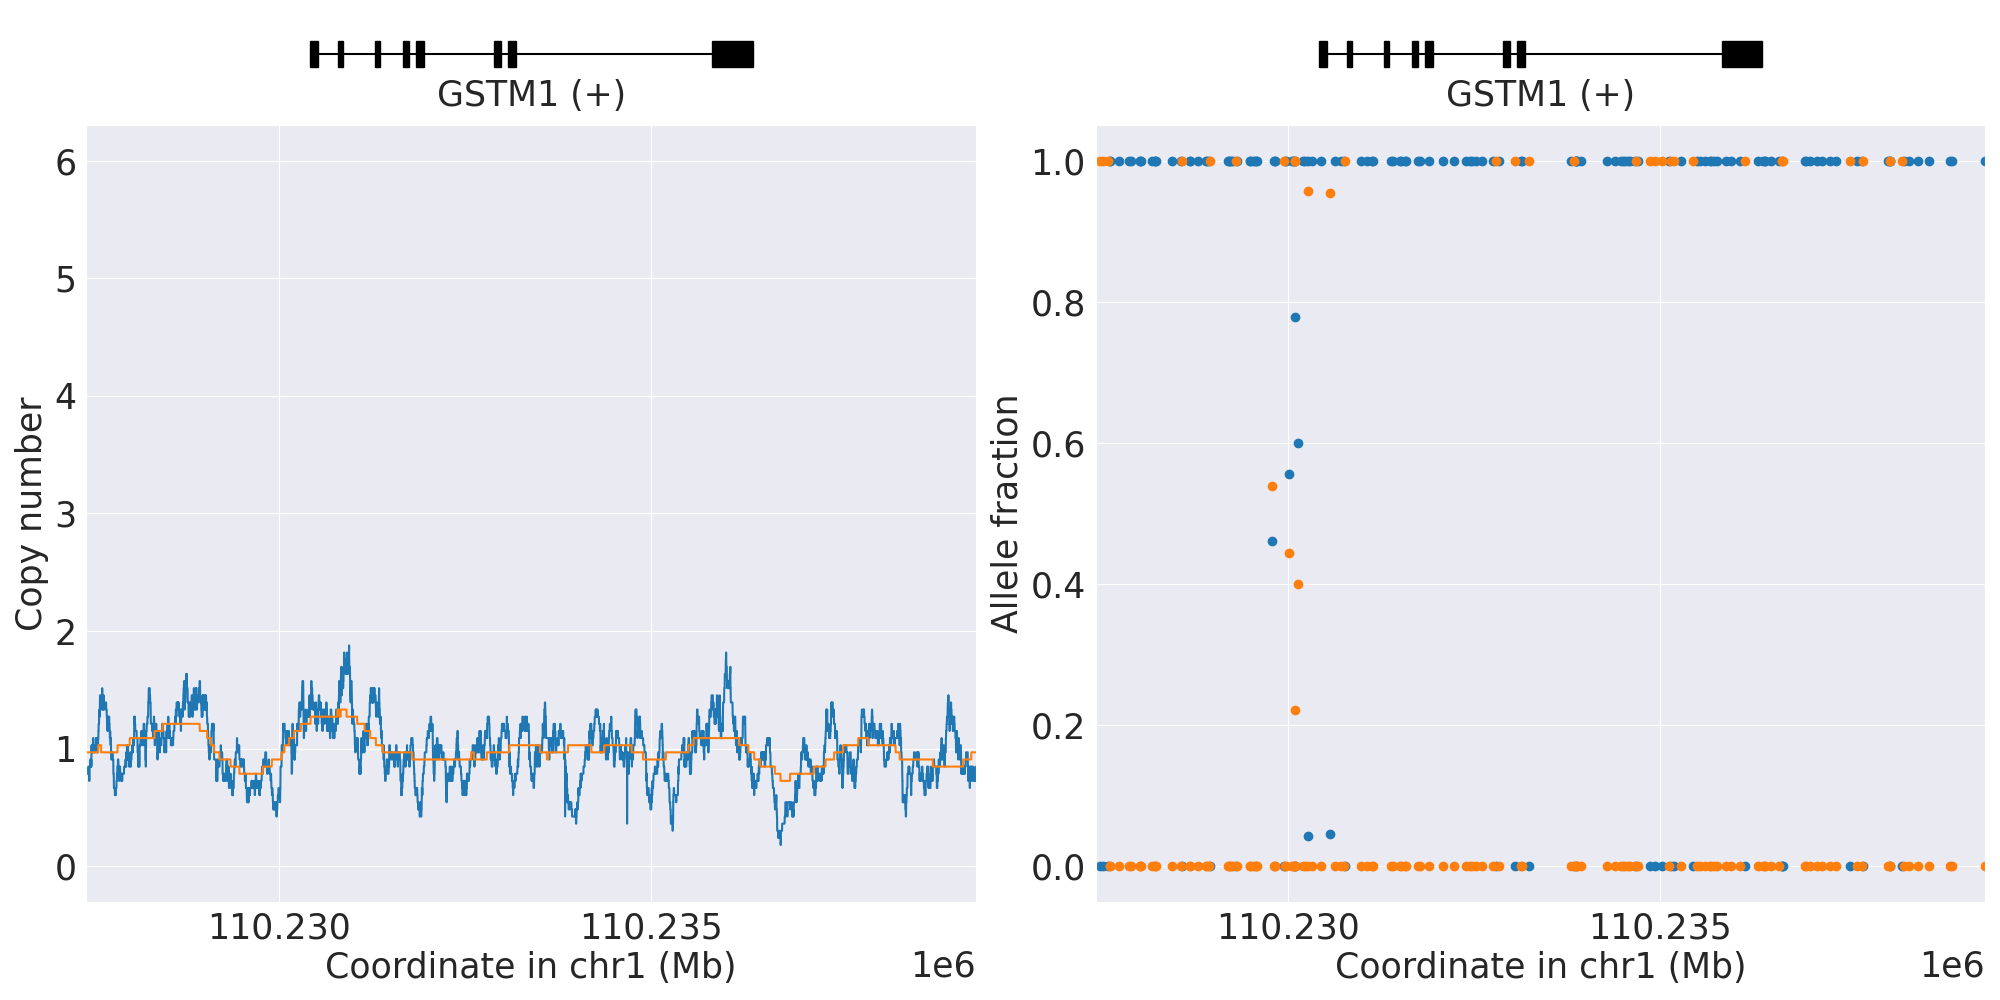 GSTM1 (+)
6
5
4
3
2
1
0
Copy number
110.230
110.235
Coordinate in chr1 (Mb)
1e6
GSTM1 (+)
1.0
0.8
0.6
0.4
0.2
0.0
Allele fraction
110.230
110.235
Coordinate in chr1 (Mb)
1e6